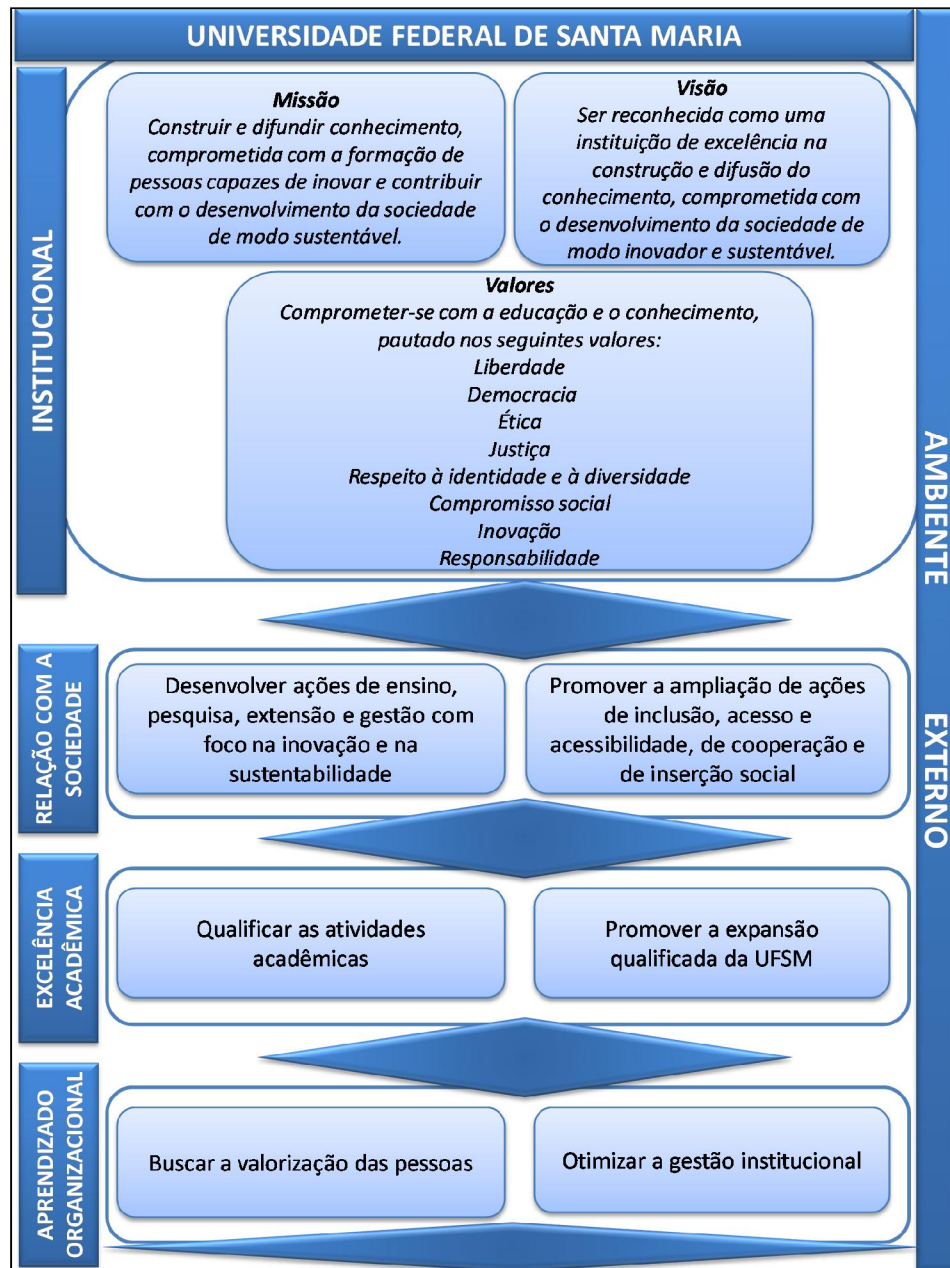 UNIVERSIDADE FEDERAL DE SANTA MARIA
INSTITUCIONAL
Missão
Construir e difundir conhecimento,
comprometida com a formação de
pessoas capazes de inovar e contribuir
com o desenvolvimento da sociedade
de modo sustentável.
Visão
Ser reconhecida como uma
instituição de excelência na
construção e difusão do
conhecimento, comprometida com
o desenvolvimento da sociedade de
modo inovador e sustentável.
Valores
Comprometer-se com a educação e o conhecimento,
pautado nos seguintes valores:
Liberdade
Democracia
Ética
Justiça
Respeito à identidade e à diversidade
Compromisso social
Inovação
Responsabilidade
AMBIENTE EXTERNO
RELAÇÃO COM A
SOCIEDADE
Desenvolver ações de ensino,
pesquisa, extensão e gestão com
foco na inovação e na
sustentabilidade
Promover a ampliação de ações
de inclusão, acesso e
acessibilidade, de cooperação e
de inserção social
EXCELÊNCIA
ACADÊMICA
Qualificar as atividades
acadêmicas
Promover a expansão
qualificada da UFSM
APRENDIZADO
ORGANIZACIONAL
Buscar a valorização das pessoas
Otimizar a gestão institucional